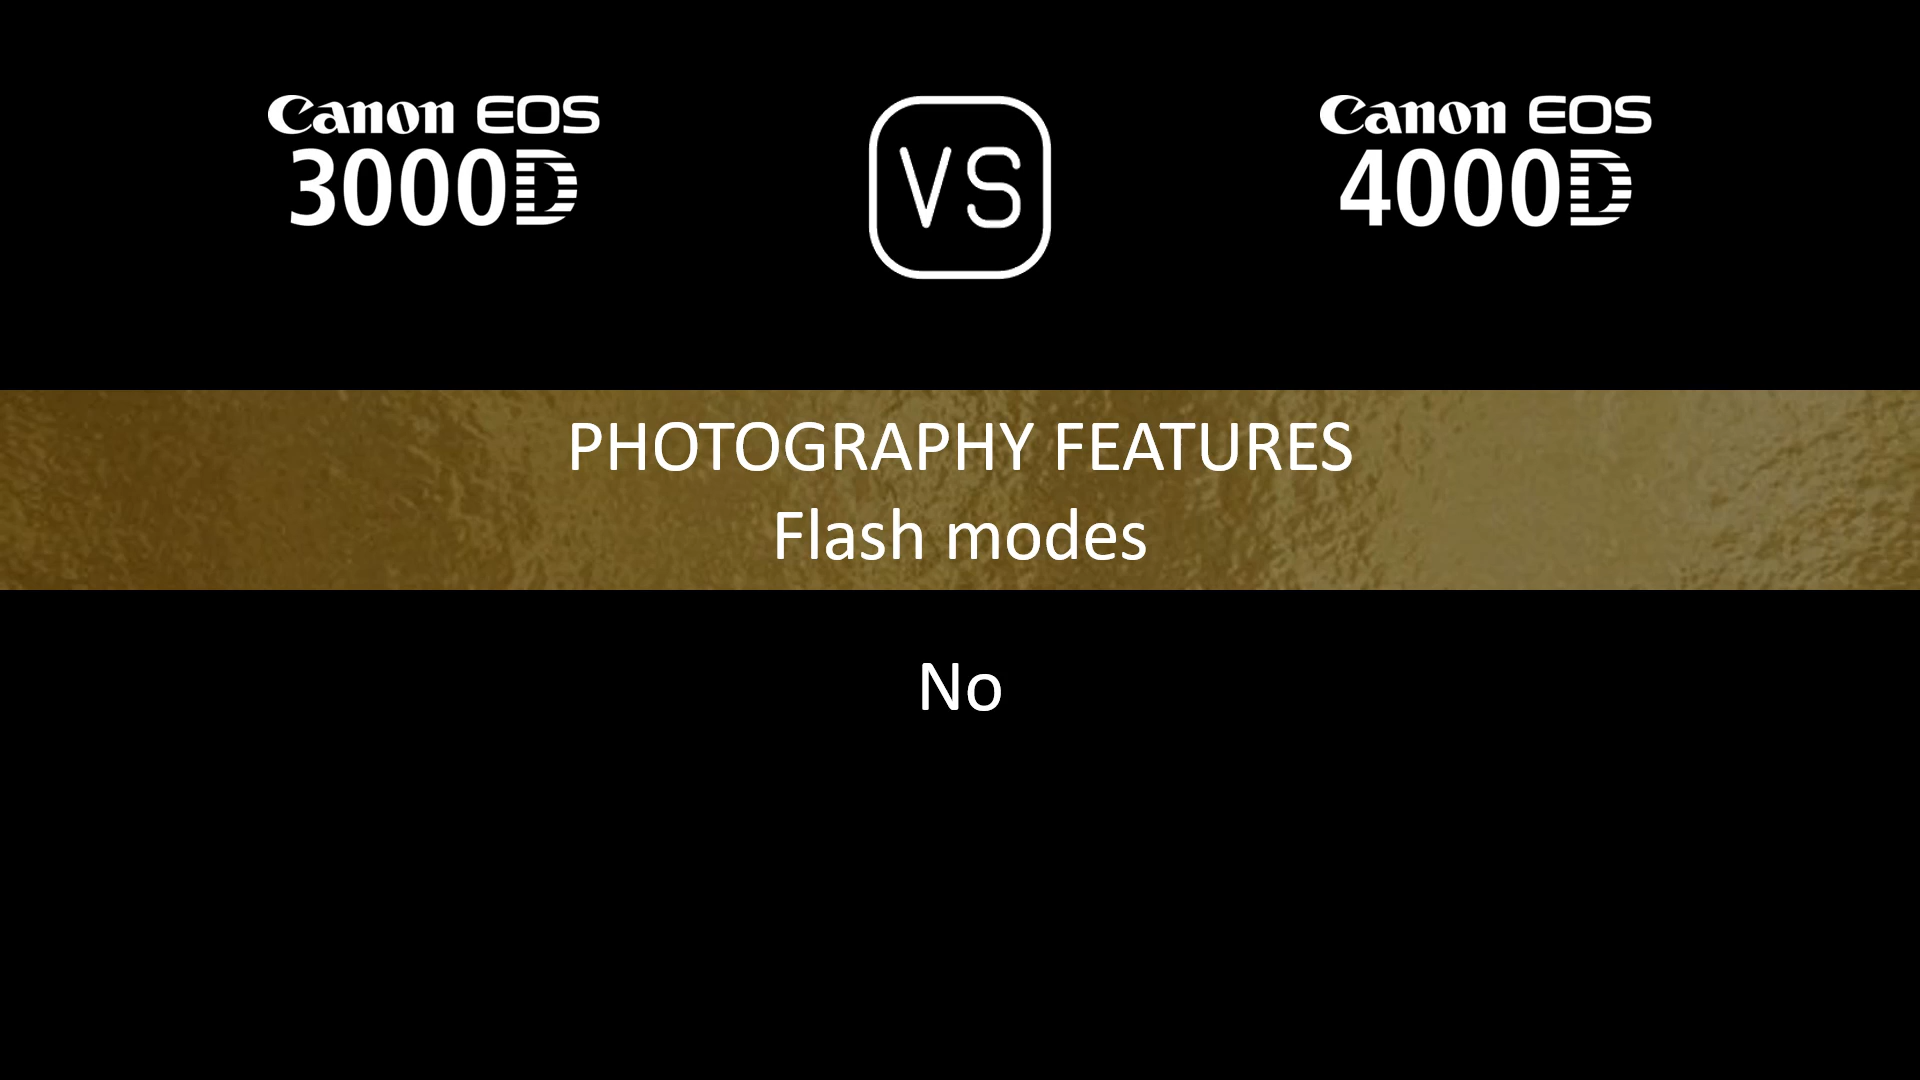 Canon EOS
3000D
VS
Canon EOS
4000D
PHOTOGRAPHY FEATURES
Flash modes
No